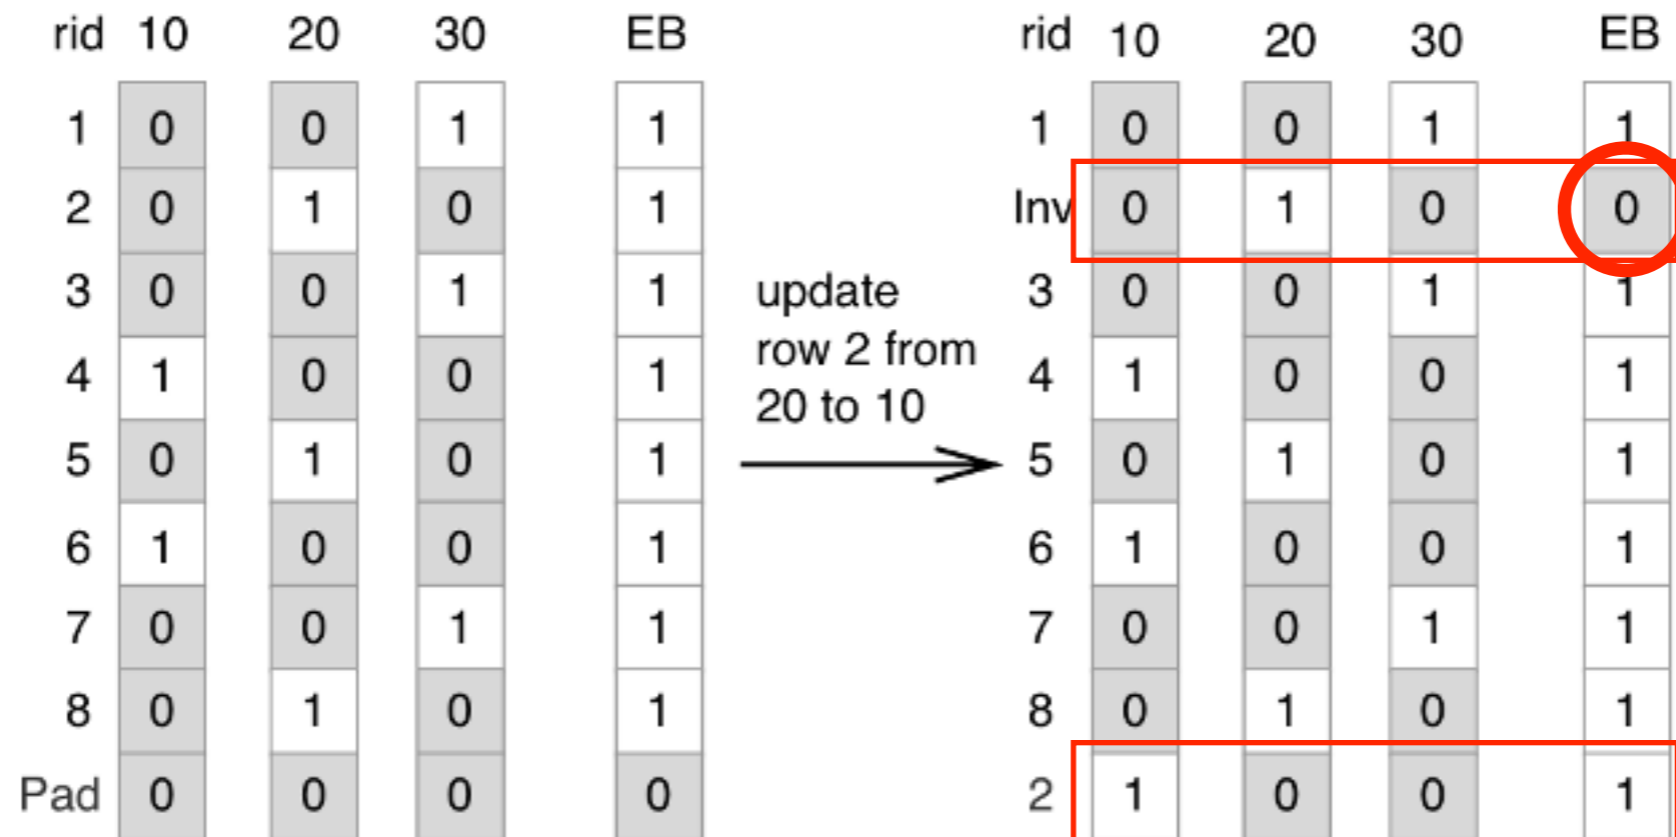 rid 10 20 30 EB
1 0 0 1 1
2 0 1 0 1
3 0 0 1 1
4 1 0 0 1
5 0 1 0 1
6 1 0 0 1
7 0 0 1 1
8 0 1 0 1
Pad 0 0 0 0
update
row 2 from
20 to 10
rid 10 20 30 EB
1 0 0 1 1
Inv 0 1 0 0
3 0 0 1 1
4 1 0 0 1
5 0 1 0 1
6 1 0 0 1
7 0 0 1 1
8 0 1 0 1
2 1 0 0 1